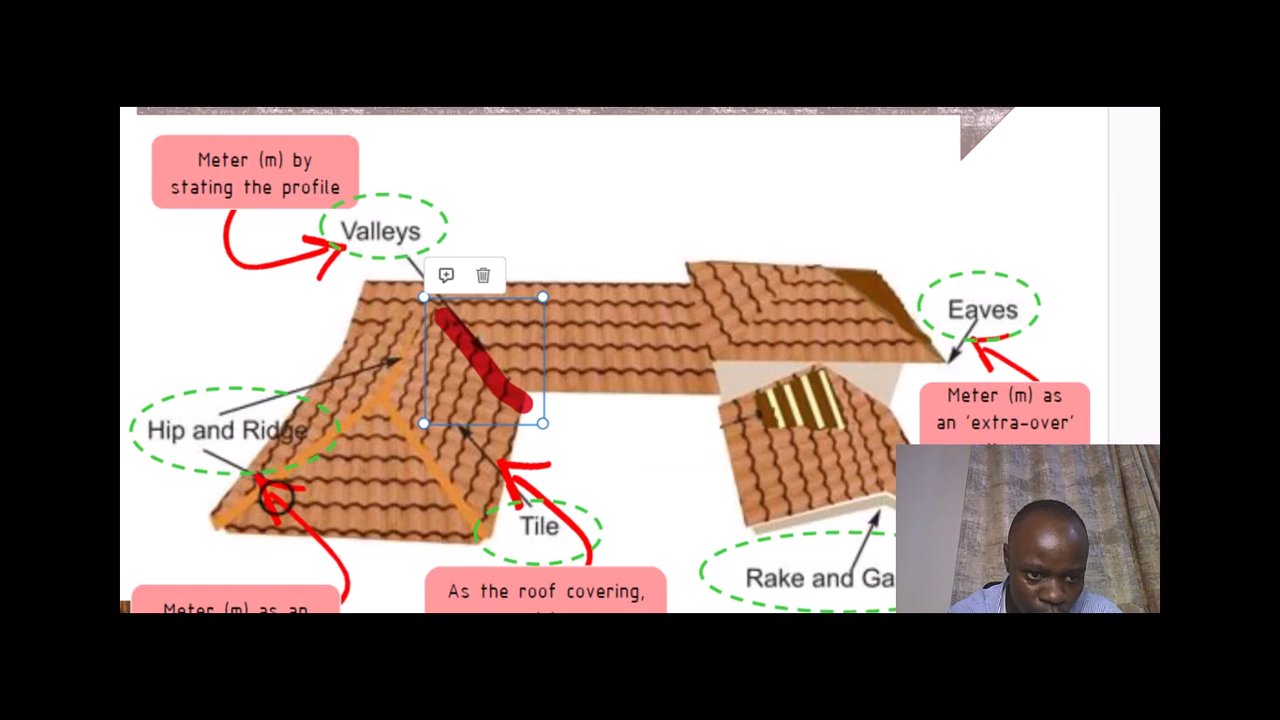 Meter (m) by
stating the profile
Valleys
Eaves
Meter (m) as
an 'extra-over'
Hip and Ridge
Tile
Rake and Ga
As the roof covering,
Meter (m) as an